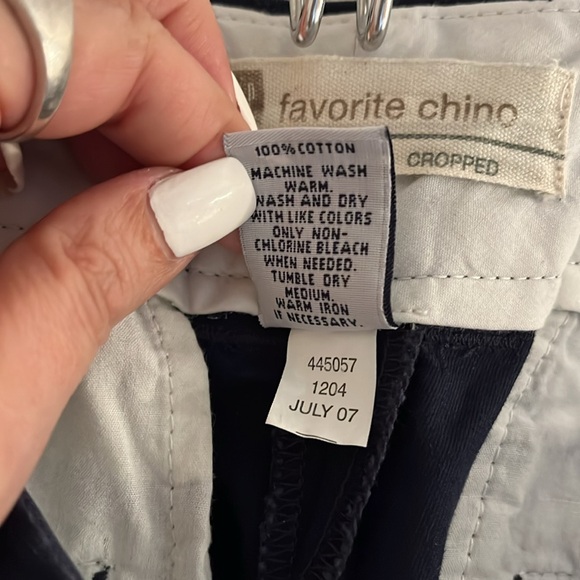 favorite chino
CROPPED
100% COTTON
MACHINE WASH
WARM.
WASH AND DRY
WITH LIKE COLORS
ONLY NON-
CHLORINE BLEACH
WHEN NEEDED.
TUMBLE DRY
MEDIUM.
WARM IRON
IF NECESSARY.
445057
1204
JULY 07